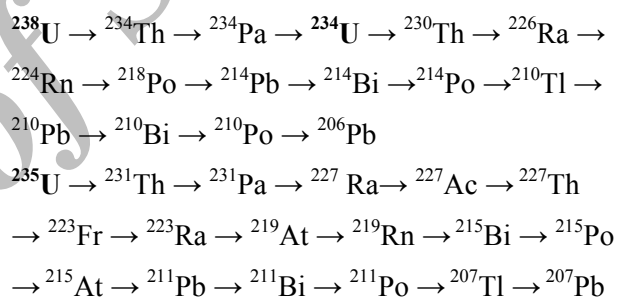 ²³⁸U → ²³⁴Th → ²³⁴Pa → ²³⁴U → ²³⁰Th → ²²⁶Ra →
²²⁴Rn → ²¹⁸Po → ²¹⁴Pb → ²¹⁴Bi →²¹⁴Po →²¹⁰Tl →
²¹⁰Pb → ²¹⁰Bi → ²¹⁰Po → ²⁰⁶Pb
²³⁵U → ²³¹Th → ²³¹Pa → ²²⁷ Ra→ ²²⁷Ac → ²²⁷Th
→ ²²³Fr → ²²³Ra → ²¹⁹At → ²¹⁹Rn → ²¹⁵Bi → ²¹⁵Po
→ ²¹⁵At → ²¹¹Pb → ²¹¹Bi → ²¹¹Po → ²⁰⁷Tl → ²⁰⁷Pb